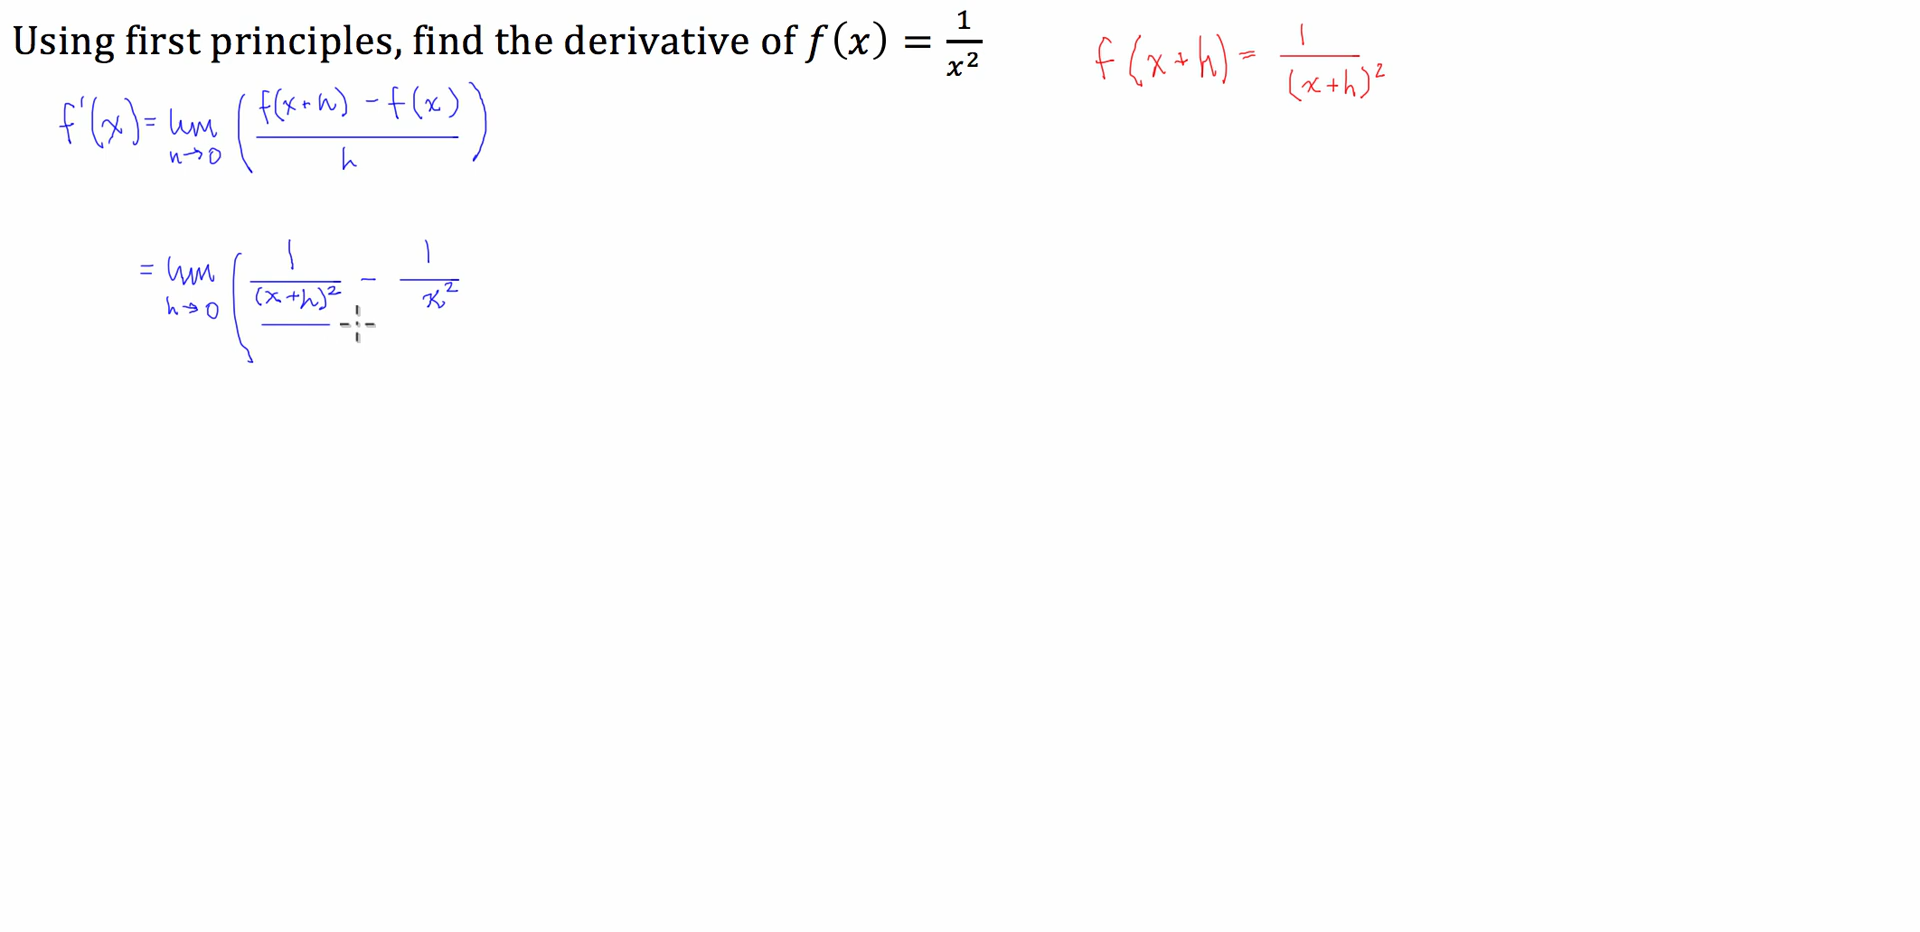 Using first principles, find the derivative of f(x) = 1/x²
f(x+h) = 1/(x+h)²
f'(x) = lim h→0 ( (f(x+h) - f(x)) / h )
= lim h→0 ( 1/(x+h)² - 1/x²